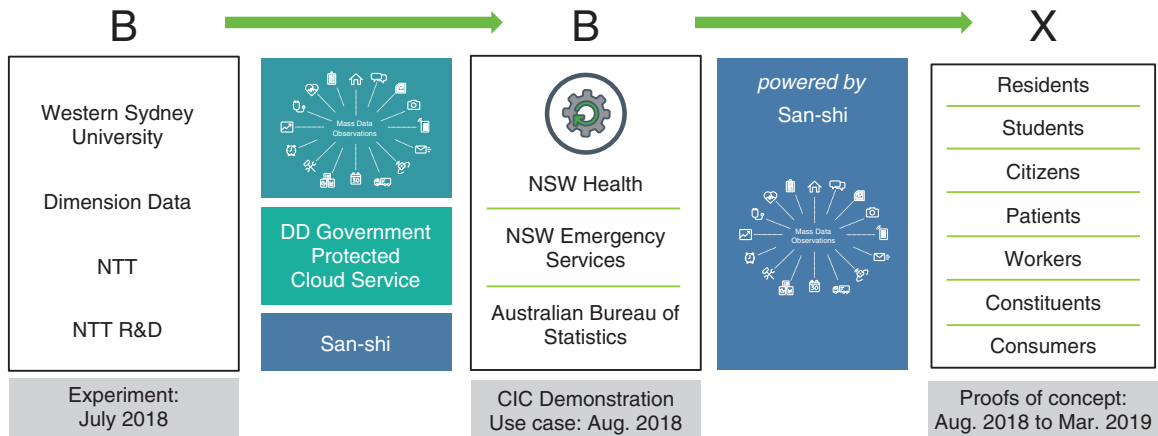 B
B
X
Western Sydney
University
Dimension Data
NTT
NTT R&D
Experiment:
July 2018
Mass Data
Observations
30
DD Government
Protected
Cloud Service
San-shi
NSW Health
NSW Emergency
Services
Australian Bureau of
Statistics
CIC Demonstration
Use case: Aug. 2018
powered by
San-shi
Mass Data
Observations
30
Residents
Students
Citizens
Patients
Workers
Constituents
Consumers
Proofs of concept:
Aug. 2018 to Mar. 2019